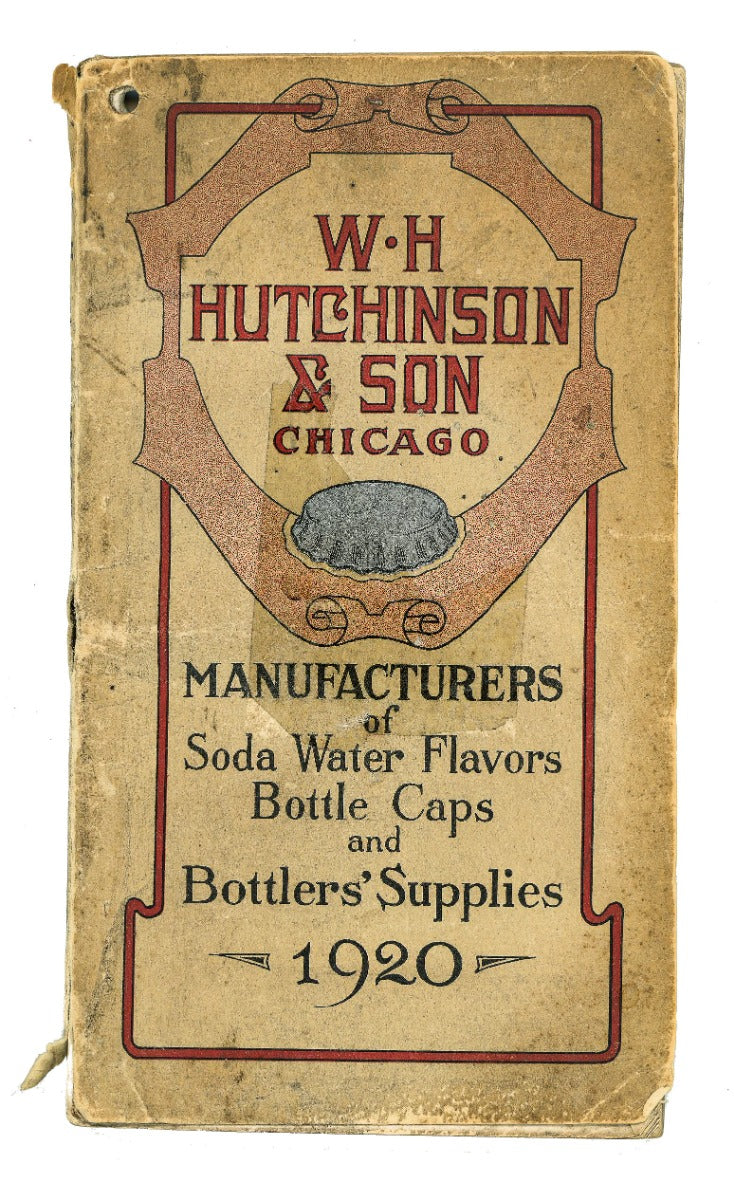 W·H
HUTCHINSON
& SON
CHICAGO
MANUFACTURERS
of
Soda Water Flavors
Bottle Caps
and
Bottlers' Supplies
1920